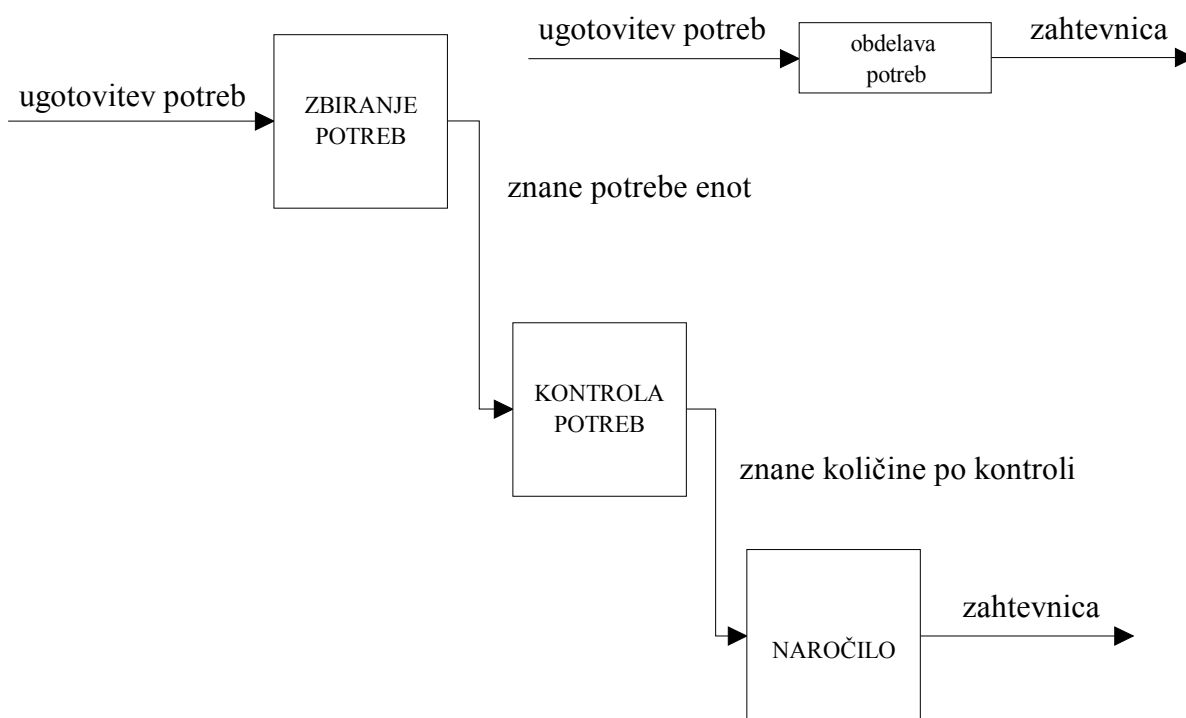 ugotovitev potreb
obdelava
potreb
zahtevnica
ugotovitev potreb
ZBIRANJE
POTREB
znane potrebe enot
KONTROLA
POTREB
znane količine po kontroli
NAROČILO
zahtevnica